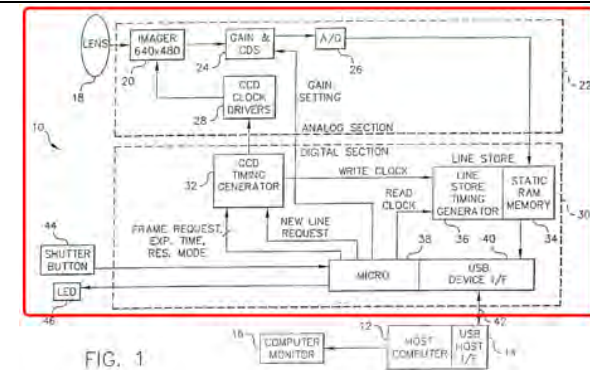 LENS
IMAGER
640x480
GAIN &
CDS
A/D
18
20
24
26
22
CCD
CLOCK
DRIVERS
28
GAIN
SETTING
10
ANALOG SECTION
DIGITAL SECTION
CCD
TIMING
GENERATOR
32
WRITE CLOCK
READ
CLOCK
LINE STORE
LINE
STORE
TIMING
GENERATOR
STATIC
RAM
MEMORY
30
36
34
FRAME REQUEST,
EXP. TIME,
RES. MODE
NEW LINE
REQUEST
44
SHUTTER
BUTTON
38
40
MICRO
USB
DEVICE I/F
LED
46
42
16
COMPUTER
MONITOR
12
HOST
COMPUTER
USB
HOST
I/F
14
FIG. 1